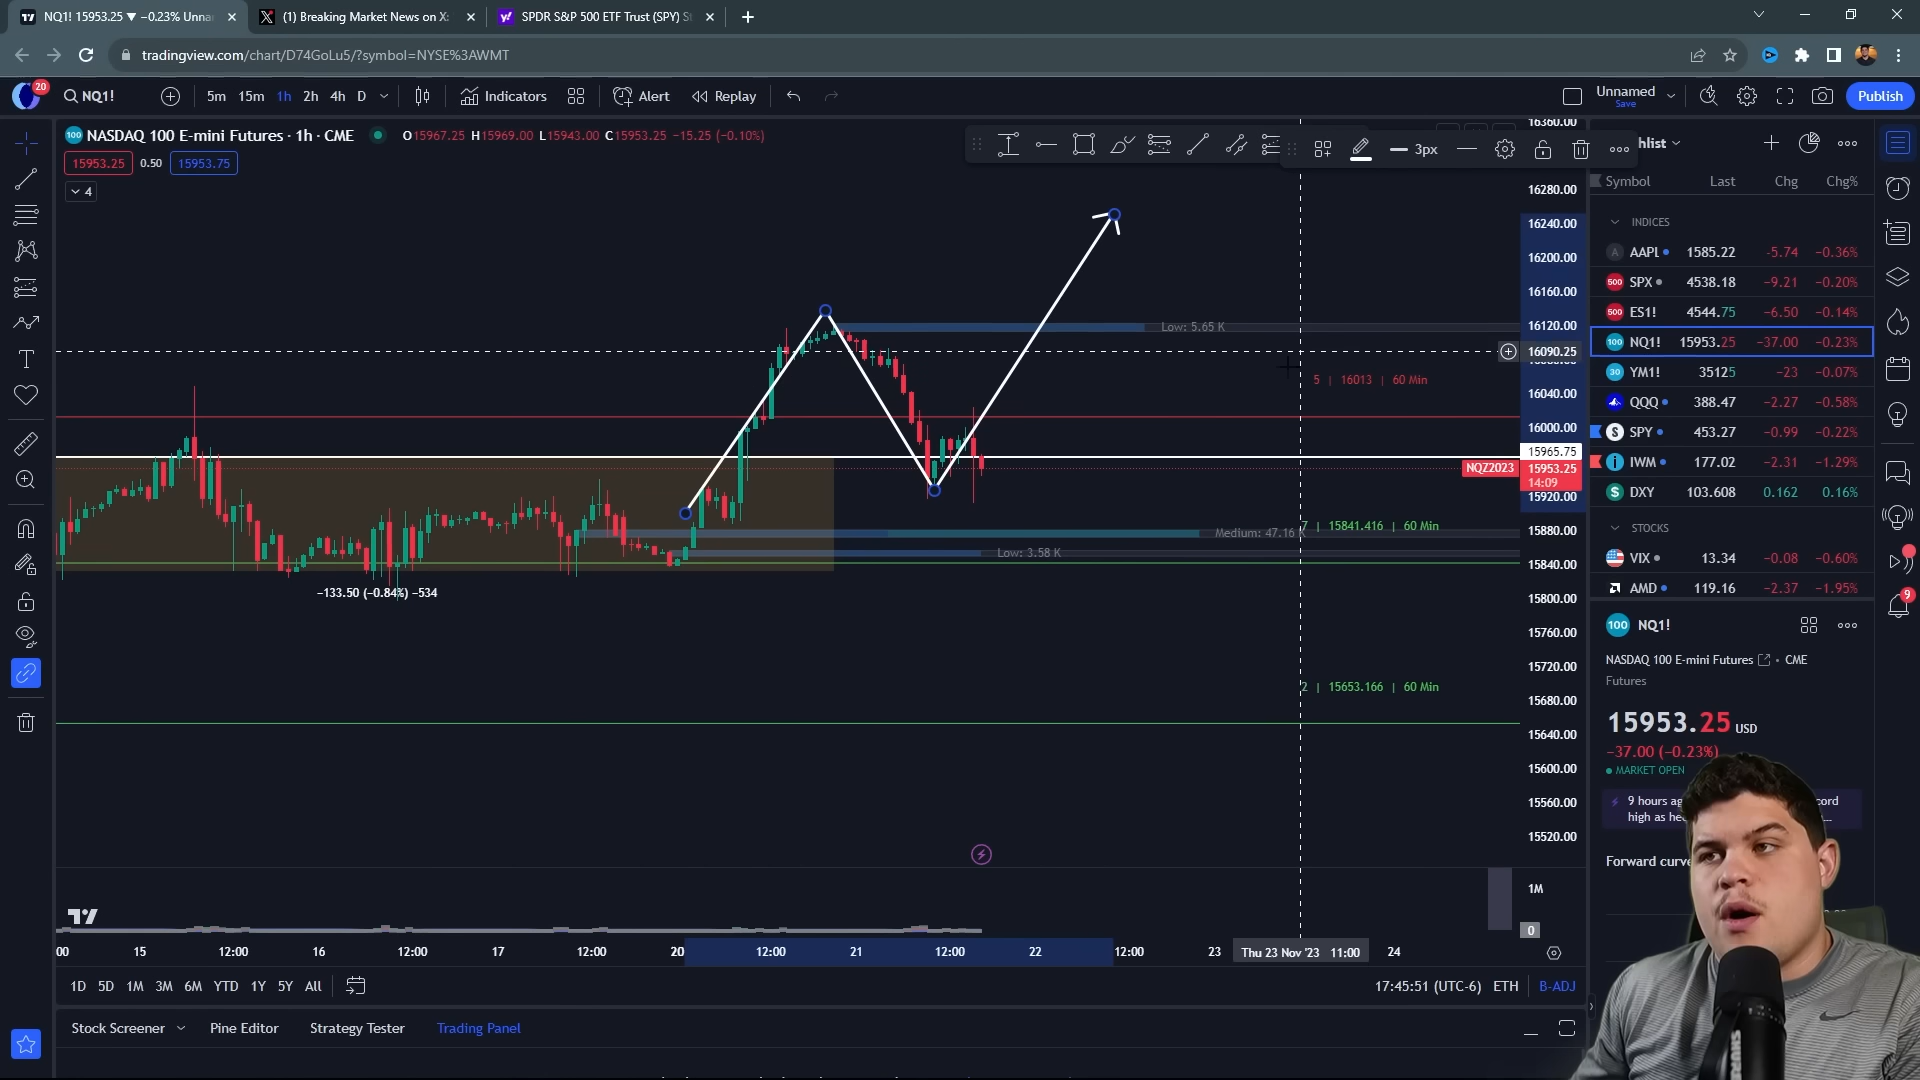 NQ1! 15953.25 ▼ −0.23% Unna
(1) Breaking Market News on X:
SPDR S&P 500 ETF Trust (SPY) S
tradingview.com/chart/D74GoLu5/?symbol=NYSE%3AWMT
20
NQ1!
5m 15m 1h 2h 4h D
Indicators
Alert
Replay
Unnamed
Save
Publish
100 NASDAQ 100 E-mini Futures · 1h · CME
O15967.25 H15969.00 L15943.00 C15953.25 −15.25 (−0.10%)
15953.25 0.50 15953.75
4
3px
16360.00
16280.00
16240.00
16200.00
16160.00
16120.00
16090.25
16040.00
16000.00
15965.75
NQZ2023 15953.25
14:09
15920.00
15880.00
15840.00
15800.00
15760.00
15720.00
15680.00
15640.00
15600.00
15560.00
15520.00
1M
0
Low: 5.65 K
5 | 16013 | 60 Min
Medium: 47.16 K
7 | 15841.416 | 60 Min
Low: 3.58 K
−133.50 (−0.84%) −534
2 | 15653.166 | 60 Min
00 15 12:00 16 12:00 17 12:00 20 12:00 21 12:00 22 12:00 23 Thu 23 Nov '23 11:00 24
1D 5D 1M 3M 6M YTD 1Y 5Y All
17:45:51 (UTC-6) ETH B-ADJ
Stock Screener Pine Editor Strategy Tester Trading Panel
hlist
Symbol Last Chg Chg%
INDICES
A AAPL 1585.22 −5.74 −0.36%
500 SPX 4538.18 −9.21 −0.20%
500 ES1! 4544.75 −6.50 −0.14%
100 NQ1! 15953.25 −37.00 −0.23%
30 YM1! 35125 −23 −0.07%
QQQ 388.47 −2.27 −0.58%
S SPY 453.27 −0.99 −0.22%
i IWM 177.02 −2.31 −1.29%
$ DXY 103.608 0.162 0.16%
STOCKS
VIX 13.34 −0.08 −0.60%
AMD 119.16 −2.37 −1.95%
9
100 NQ1!
NASDAQ 100 E-mini Futures · CME
Futures
15953.25 USD
−37.00 (−0.23%)
MARKET OPEN
9 hours ag cord
high as he ...
Forward curve